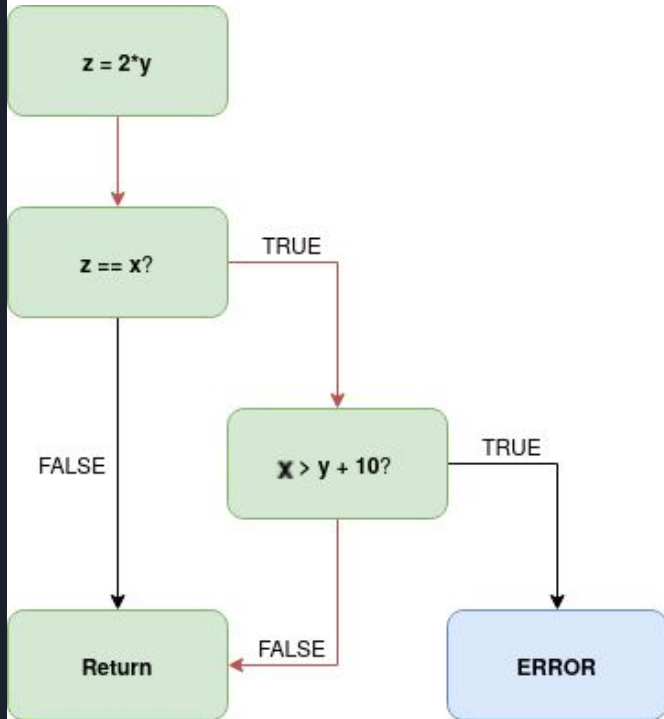 z = 2*y
z == x?
TRUE
x > y + 10?
TRUE
FALSE
FALSE
Return
ERROR